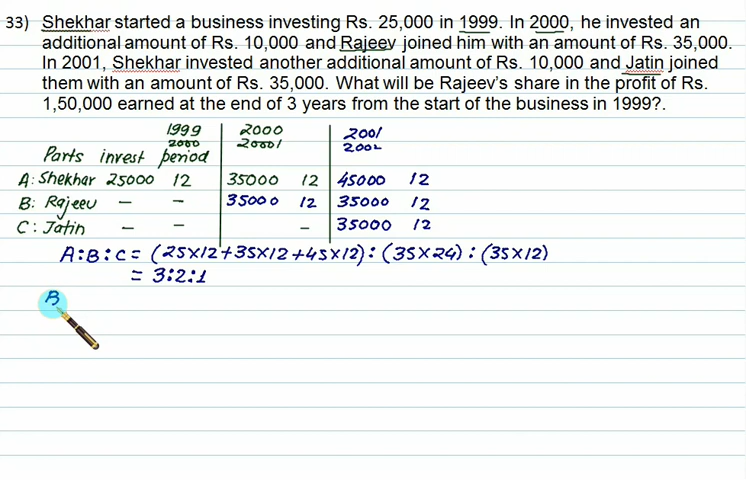 33) Shekhar started a business investing Rs. 25,000 in 1999. In 2000, he invested an
additional amount of Rs. 10,000 and Rajeev joined him with an amount of Rs. 35,000.
In 2001, Shekhar invested another additional amount of Rs. 10,000 and Jatin joined
them with an amount of Rs. 35,000. What will be Rajeev's share in the profit of Rs.
1,50,000 earned at the end of 3 years from the start of the business in 1999?.
1999 2000 2001
2000 20001 2002
Parts invest period
A: Shekhar 25000 12 35000 12 45000 12
B: Rajeev - - 35000 12 35000 12
C: Jatin - - - 35000 12
A:B:C = (25×12+35×12+45×12) : (35×24) : (35×12)
= 3:2:1
B